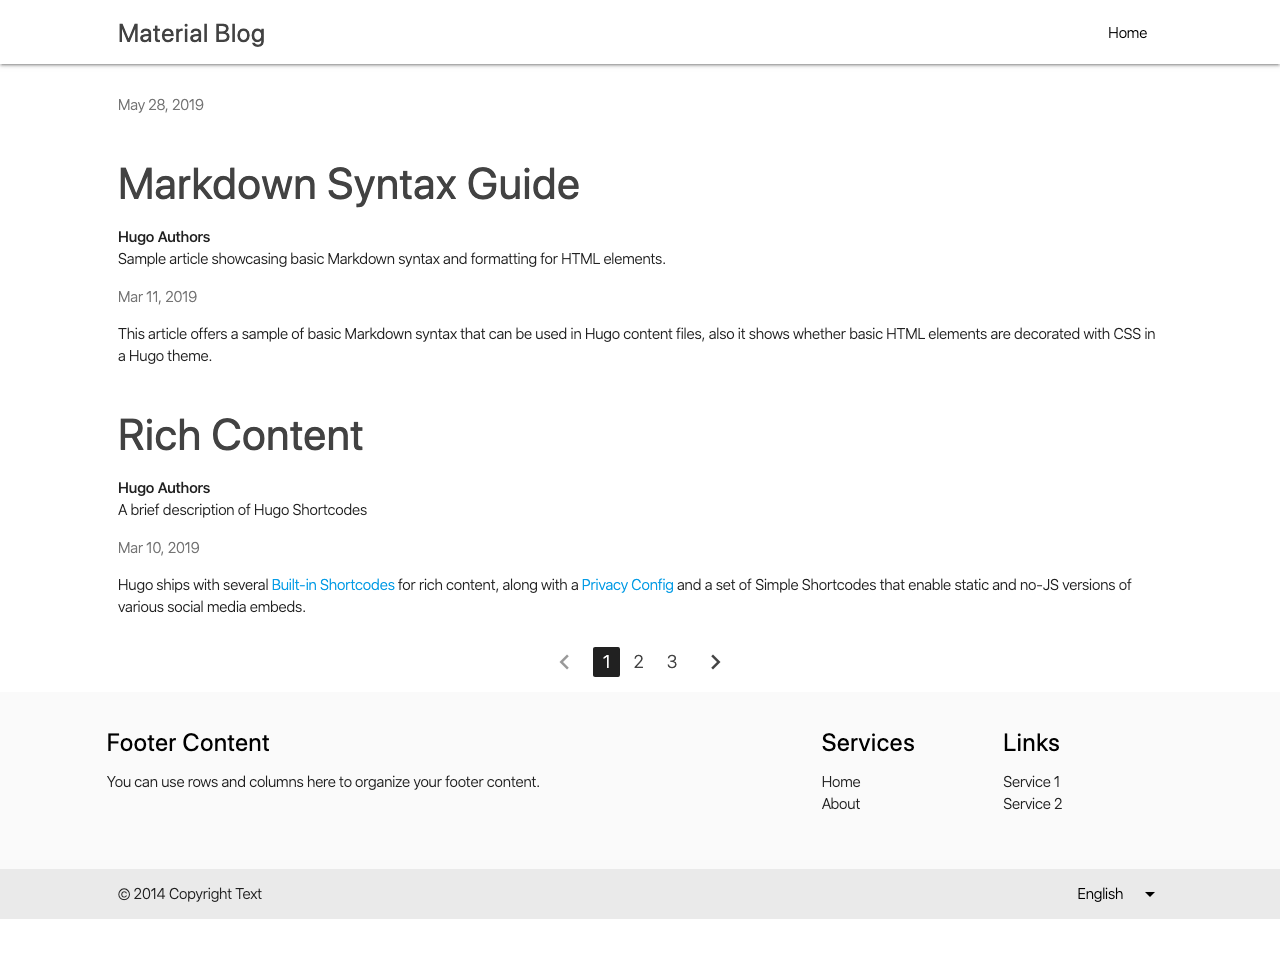 Material Blog
Home
May 28, 2019
Markdown Syntax Guide
Hugo Authors
Sample article showcasing basic Markdown syntax and formatting for HTML elements.
Mar 11, 2019
This article offers a sample of basic Markdown syntax that can be used in Hugo content files, also it shows whether basic HTML elements are decorated with CSS in
a Hugo theme.
Rich Content
Hugo Authors
A brief description of Hugo Shortcodes
Mar 10, 2019
Hugo ships with several Built-in Shortcodes for rich content, along with a Privacy Config and a set of Simple Shortcodes that enable static and no-JS versions of
various social media embeds.
1 2 3
Footer Content
You can use rows and columns here to organize your footer content.
Services
Home
About
Links
Service 1
Service 2
© 2014 Copyright Text
English